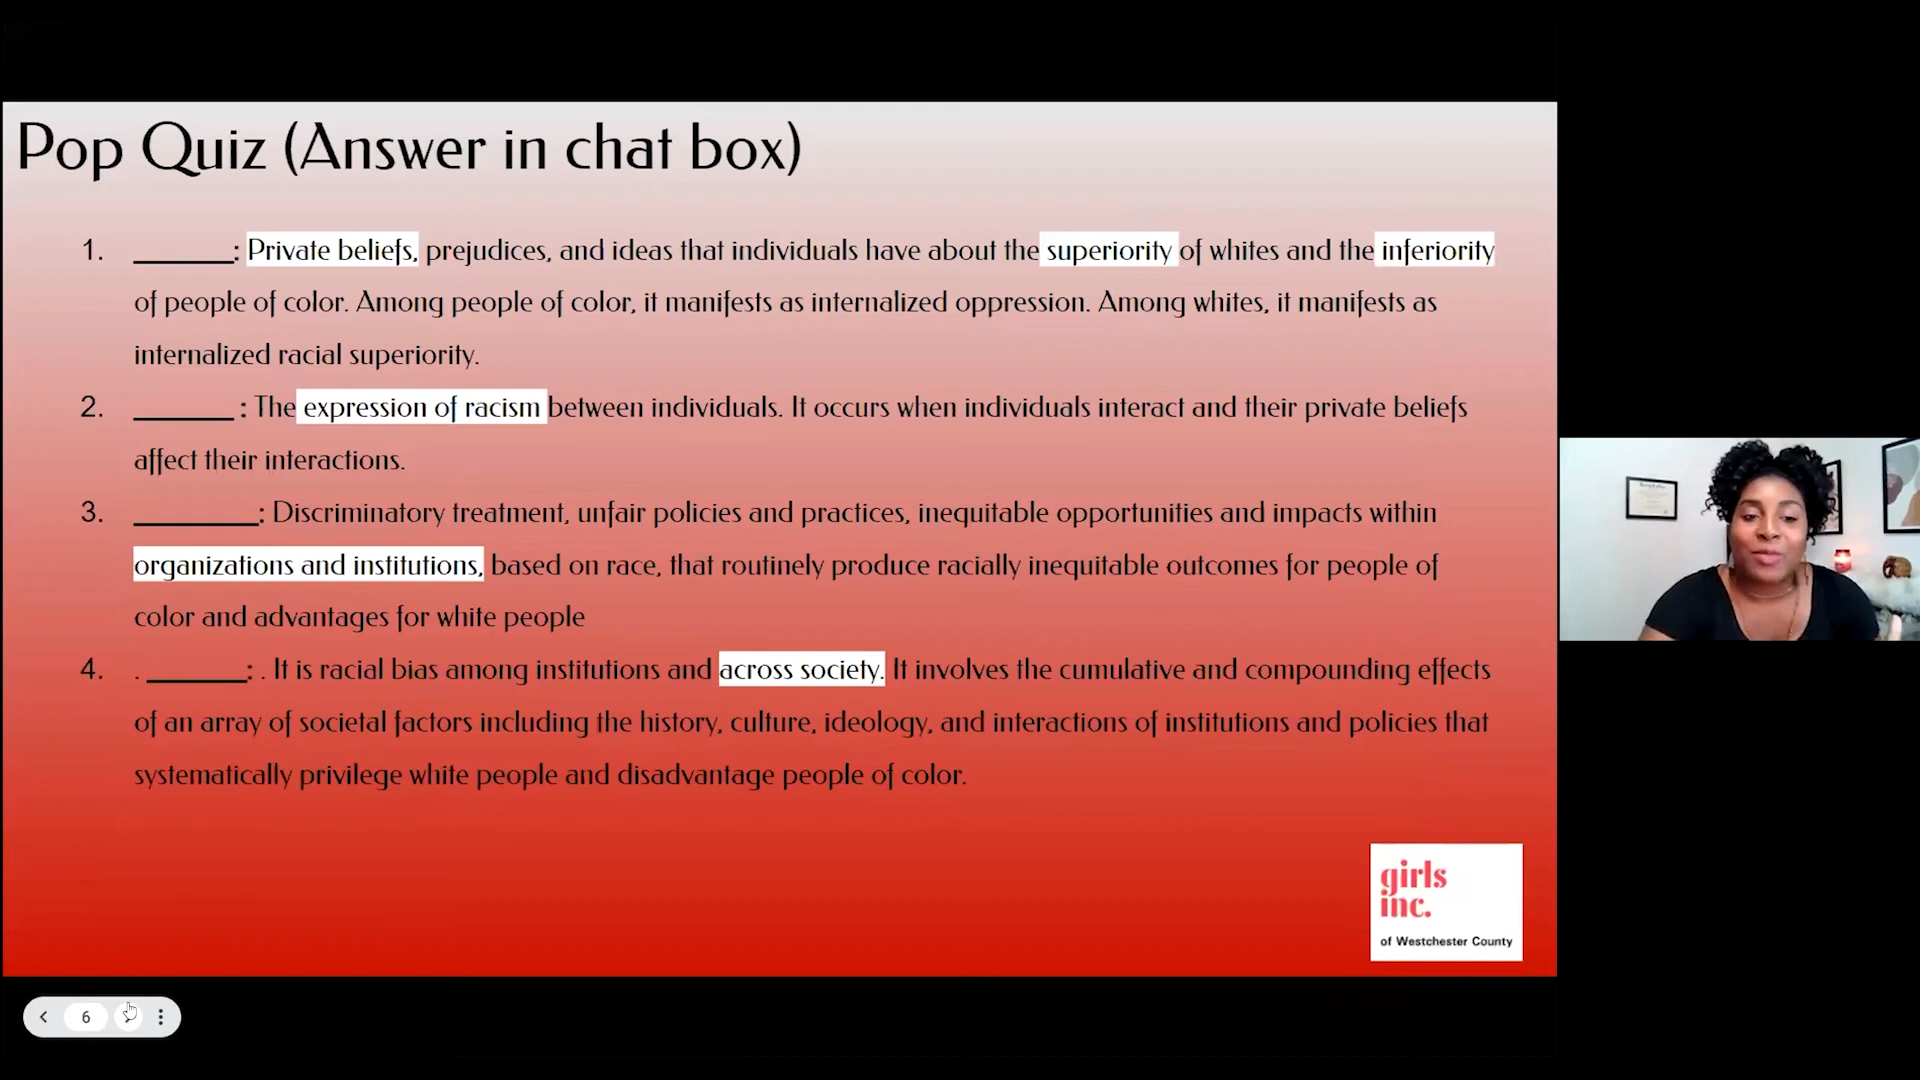 Pop Quiz (Answer in chat box)
1. _______: Private beliefs, prejudices, and ideas that individuals have about the superiority of whites and the inferiority
of people of color. Among people of color, it manifests as internalized oppression. Among whites, it manifests as
internalized racial superiority.
2. _______ : The expression of racism between individuals. It occurs when individuals interact and their private beliefs
affect their interactions.
3. _________: Discriminatory treatment, unfair policies and practices, inequitable opportunities and impacts within
organizations and institutions, based on race, that routinely produce racially inequitable outcomes for people of
color and advantages for white people
4. . _______: . It is racial bias among institutions and across society. It involves the cumulative and compounding effects
of an array of societal factors including the history, culture, ideology, and interactions of institutions and policies that
systematically privilege white people and disadvantage people of color.
girls
inc.
of Westchester County
6